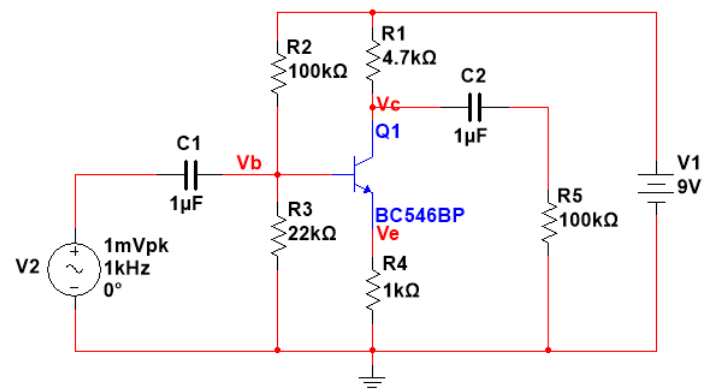 R1
4.7kΩ
R2
100kΩ
C2
1µF
Vc
Q1
C1
1µF
Vb
V1
9V
R5
100kΩ
R3
22kΩ
BC546BP
Ve
V2
1mVpk
1kHz
0°
R4
1kΩ